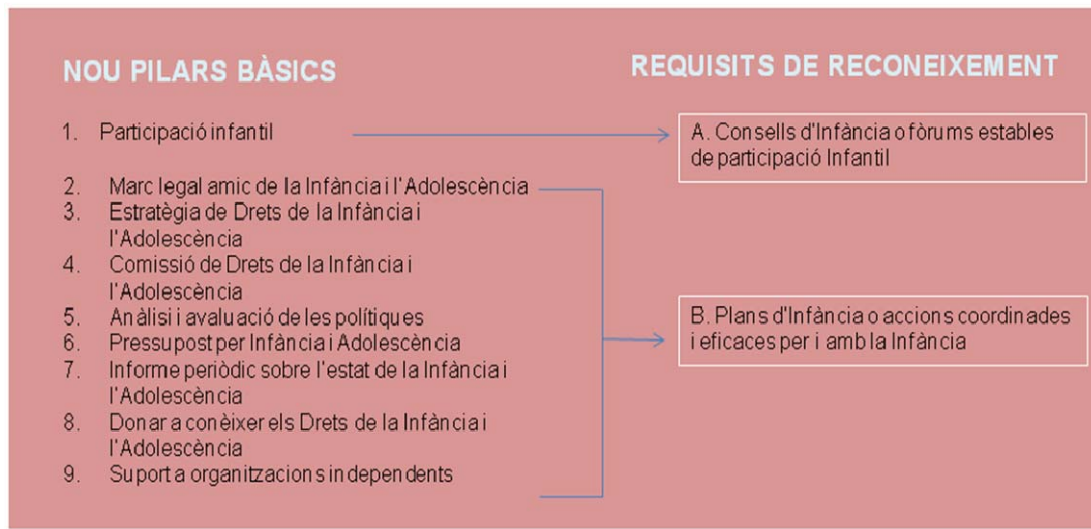 NOU PILARS BÀSICS
1. Participació infantil
2. Marc legal amic de la Infància i l'Adolescència
3. Estratègia de Drets de la Infància i
l'Adolescència
4. Comissió de Drets de la Infància i
l'Adolescència
5. Anàlisi i avaluació de les polítiques
6. Pressupost per Infància i Adolescència
7. Informe periòdic sobre l'estat de la Infància i
l'Adolescència
8. Donar a conèixer els Drets de la Infància i
l'Adolescència
9. Suport a organitzacions independents
REQUISITS DE RECONEIXEMENT
A. Consells d'Infància o fòrums estables
de participació Infantil
B. Plans d'Infància o accions coordinades
i eficaces per i amb la Infància